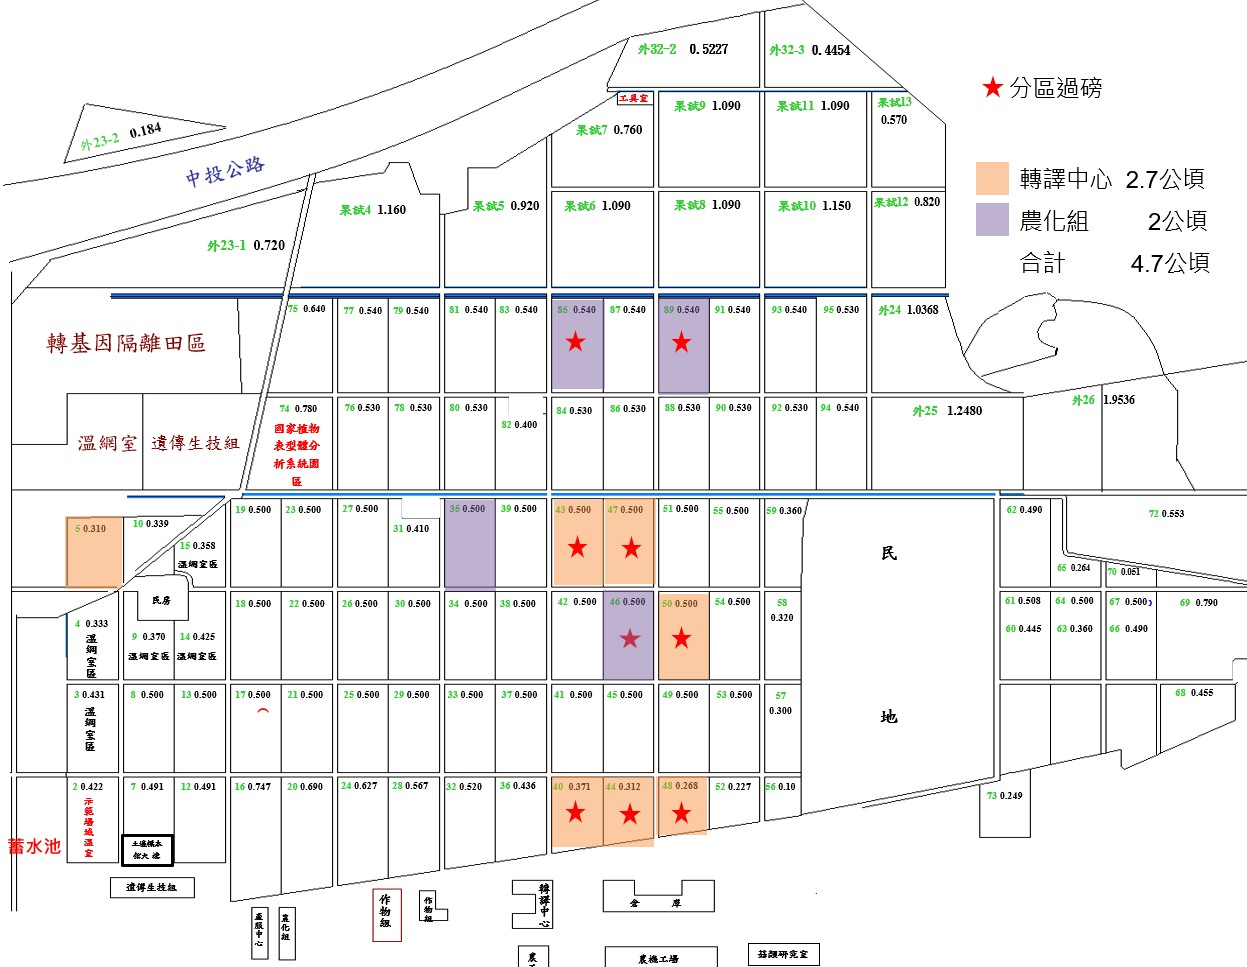 外32-2 0.5227
外32-3 0.4454
★分區過磅
工具室
果試9 1.090
果試11 1.090
果試13
0.570
外23-2 0.184
果試7 0.760
中投公路
轉譯中心 2.7公頃
農化組 2公頃
合計 4.7公頃
果試4 1.160
果試5 0.920
果試6 1.090
果試8 1.090
果試10 1.150
果試12 0.820
外23-1 0.720
75 0.640
77 0.540
79 0.540
81 0.540
83 0.540
85 0.540
87 0.540
89 0.540
91 0.540
93 0.540
95 0.530
外24 1.0368
轉基因隔離田區
74 0.780
76 0.530
78 0.530
80 0.530
82 0.400
84 0.530
86 0.530
88 0.530
90 0.530
92 0.530
94 0.540
外25 1.2480
外26 1.9536
國家植物
表型體分
析系統園
區
溫網室
遺傳生技組
5 0.310
10 0.339
15 0.358
溫網室區
19 0.500
23 0.500
27 0.500
31 0.410
35 0.500
39 0.500
43 0.500
47 0.500
51 0.500
55 0.500
59 0.360
62 0.490
72 0.553
65 0.264
70 0.051
民
地
民房
4 0.333
溫網室區
9 0.370
溫網室區
14 0.425
溫網室區
18 0.500
22 0.500
26 0.500
30 0.500
34 0.500
38 0.500
42 0.500
46 0.500
50 0.500
54 0.500
58
0.320
61 0.508
64 0.500
67 0.500
69 0.790
60 0.445
63 0.360
66 0.490
3 0.431
溫網室區
8 0.500
13 0.500
17 0.500
21 0.500
25 0.500
29 0.500
33 0.500
37 0.500
41 0.500
45 0.500
49 0.500
53 0.500
57
0.300
68 0.455
2 0.422
示範場域溫室
7 0.491
12 0.491
16 0.747
20 0.690
24 0.627
28 0.567
32 0.520
36 0.436
40 0.371
44 0.312
48 0.268
52 0.227
56 0.10
73 0.249
蓄水池
土壤標本
館大樓
遺傳生技組
作物組
作物組
轉譯中心
倉庫
產服中心
農化組
農機工場
菇類研究室